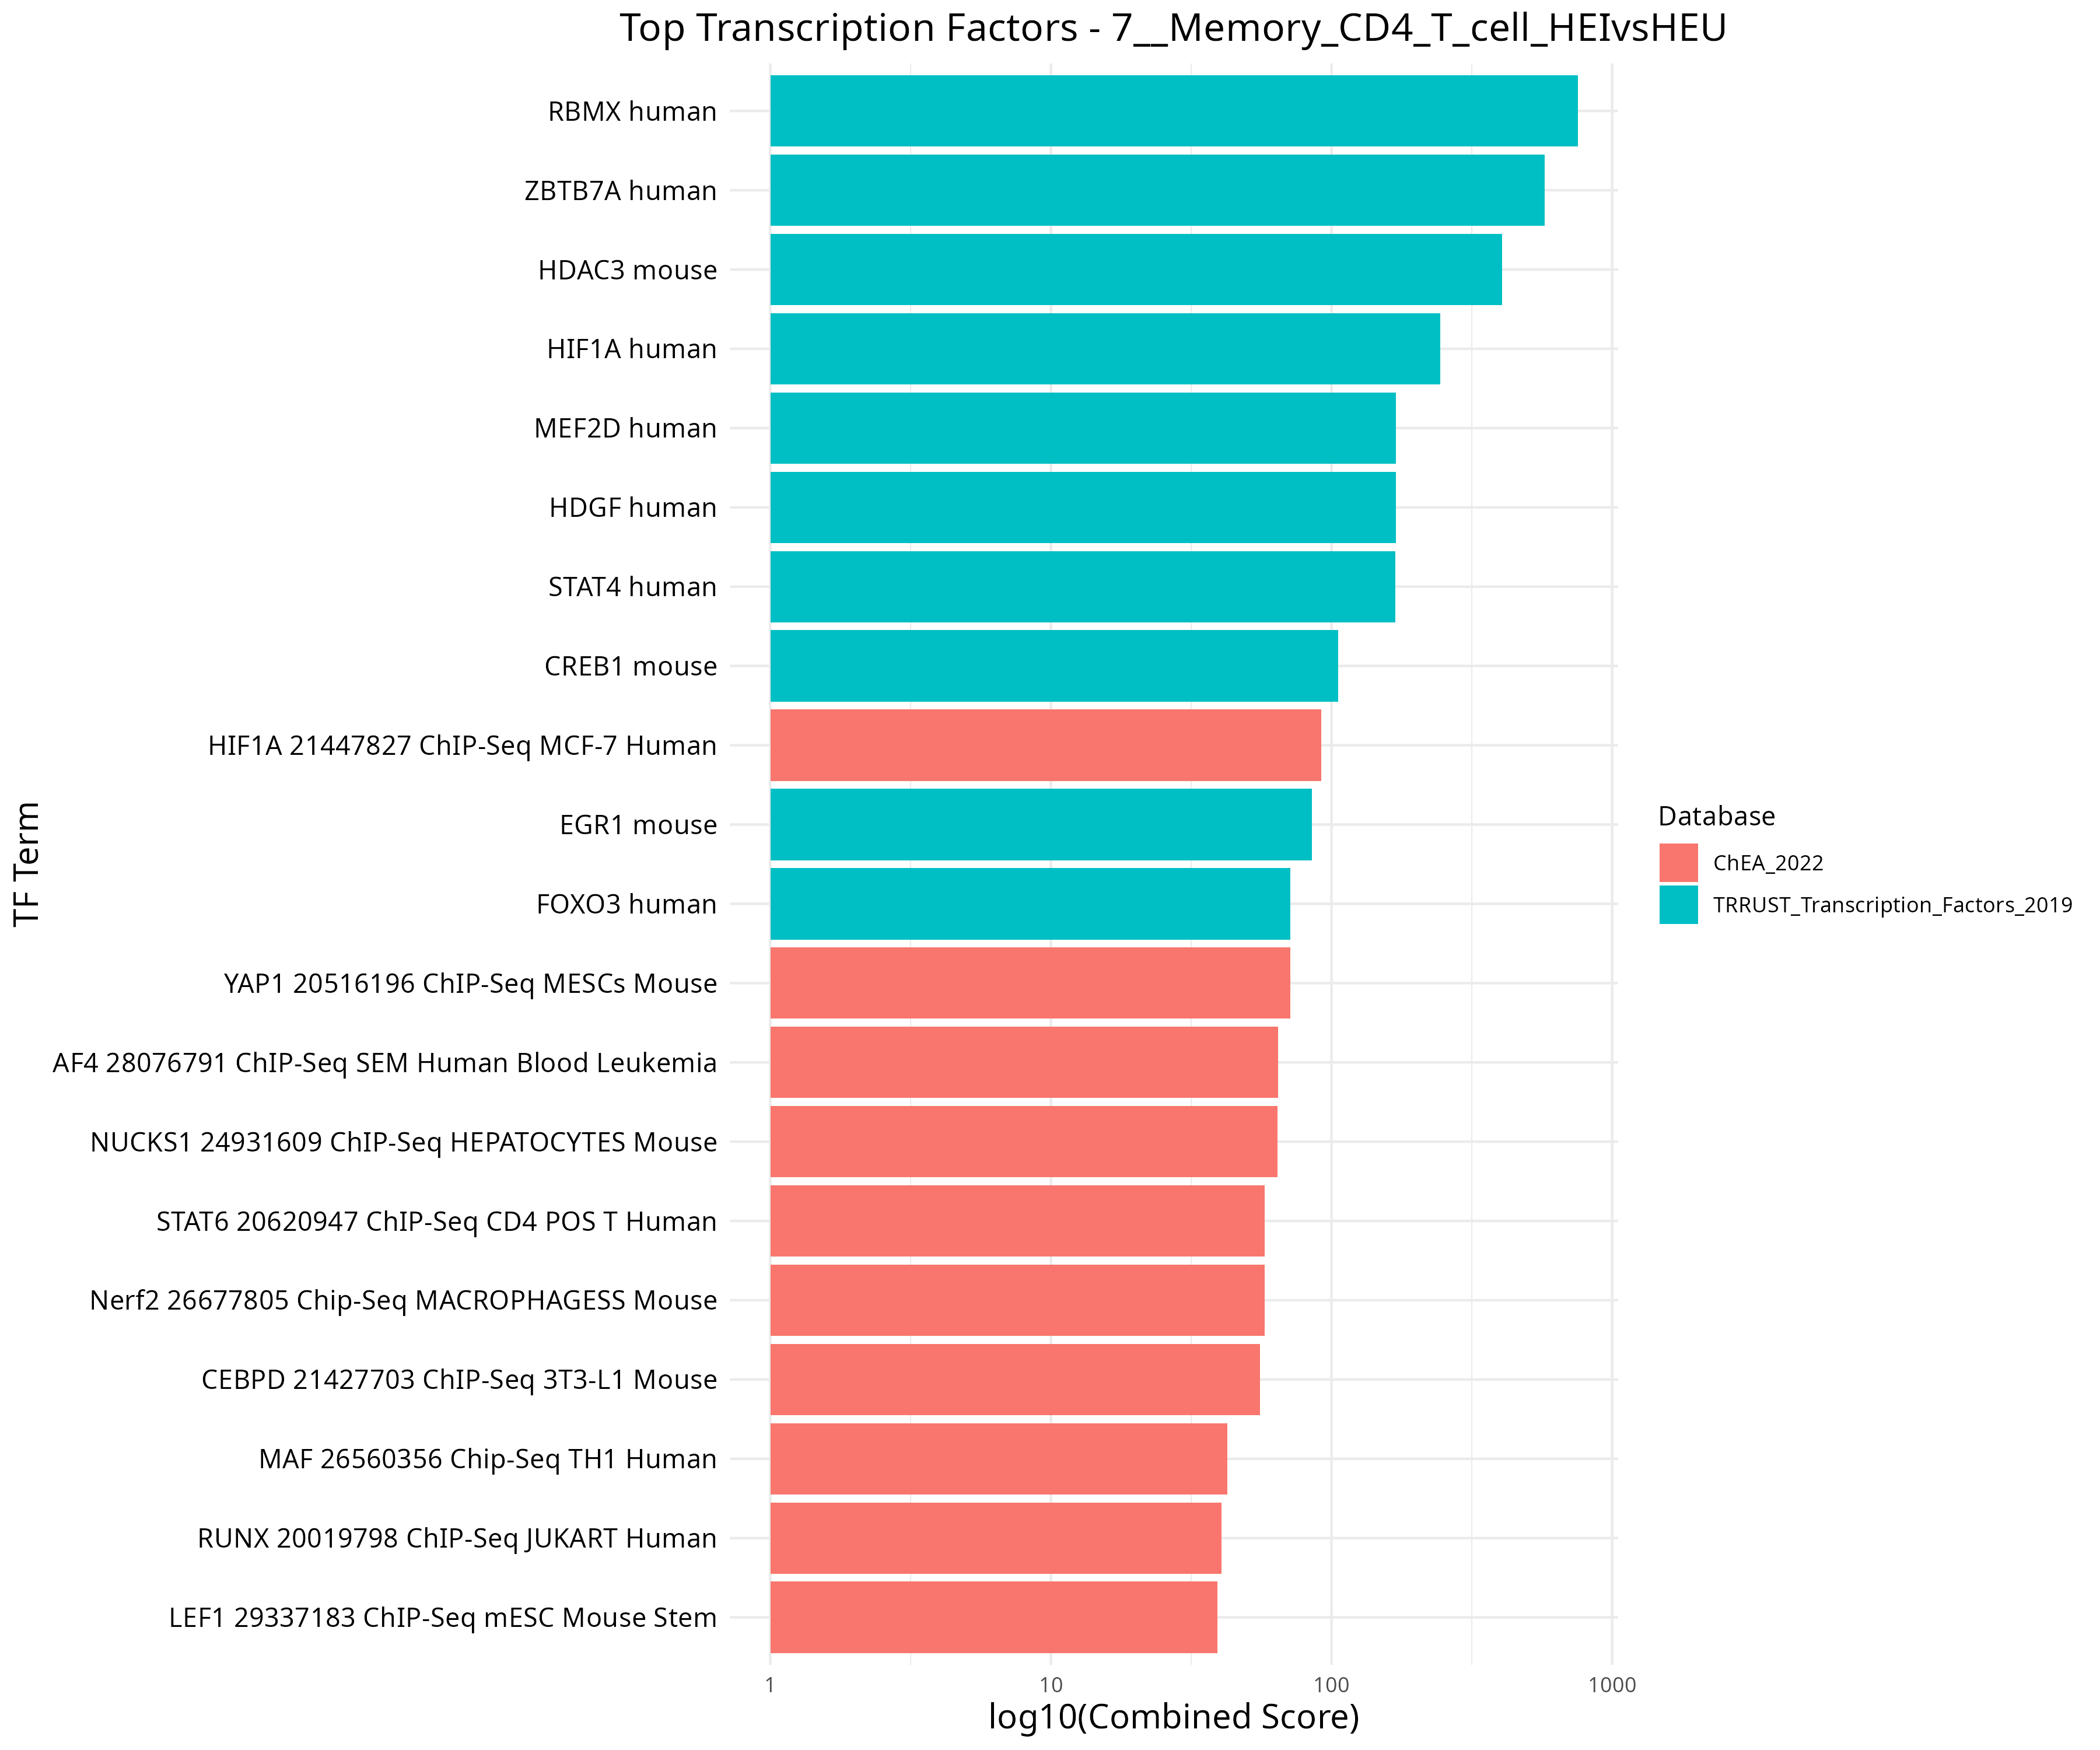 Top Transcription Factors - 7__Memory_CD4_T_cell_HEIvsHEU
RBMX human
ZBTB7A human
HDAC3 mouse
HIF1A human
MEF2D human
HDGF human
STAT4 human
CREB1 mouse
HIF1A 21447827 ChIP-Seq MCF-7 Human
EGR1 mouse
FOXO3 human
YAP1 20516196 ChIP-Seq MESCs Mouse
AF4 28076791 ChIP-Seq SEM Human Blood Leukemia
NUCKS1 24931609 ChIP-Seq HEPATOCYTES Mouse
STAT6 20620947 ChIP-Seq CD4 POS T Human
Nerf2 26677805 Chip-Seq MACROPHAGESS Mouse
CEBPD 21427703 ChIP-Seq 3T3-L1 Mouse
MAF 26560356 Chip-Seq TH1 Human
RUNX 20019798 ChIP-Seq JUKART Human
LEF1 29337183 ChIP-Seq mESC Mouse Stem
TF Term
1 10 100 1000
log10(Combined Score)
Database
ChEA_2022
TRRUST_Transcription_Factors_2019